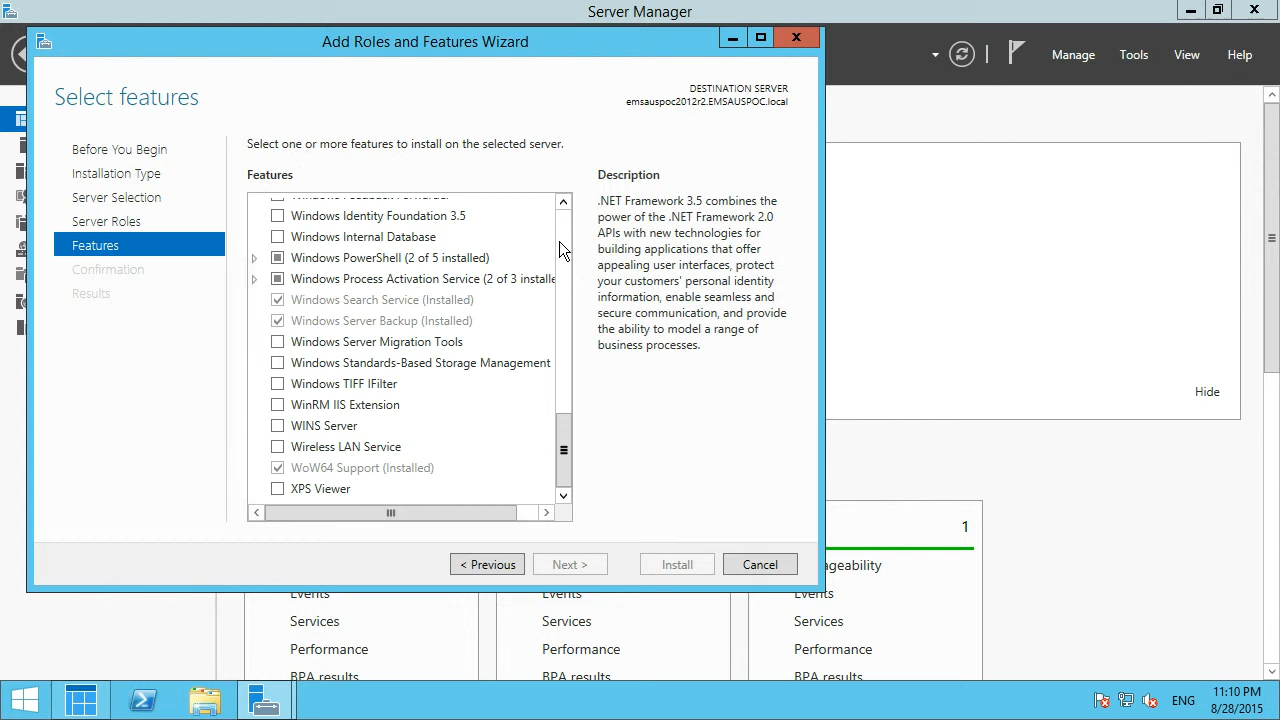 Server Manager
Add Roles and Features Wizard
Manage
Tools
View
Help
Select features
DESTINATION SERVER
emsauspoc2012r2.EMSAUSPOC.local
Before You Begin
Installation Type
Server Selection
Server Roles
Features
Confirmation
Results
Select one or more features to install on the selected server.
Features
Windows Feedback Forwarder
Windows Identity Foundation 3.5
Windows Internal Database
Windows PowerShell (2 of 5 installed)
Windows Process Activation Service (2 of 3 installe
Windows Search Service (Installed)
Windows Server Backup (Installed)
Windows Server Migration Tools
Windows Standards-Based Storage Management
Windows TIFF IFilter
WinRM IIS Extension
WINS Server
Wireless LAN Service
WoW64 Support (Installed)
XPS Viewer
Description
.NET Framework 3.5 combines the
power of the .NET Framework 2.0
APIs with new technologies for
building applications that offer
appealing user interfaces, protect
your customers' personal identity
information, enable seamless and
secure communication, and provide
the ability to model a range of
business processes.
< Previous
Next >
Install
Cancel
Hide
1
ageability
Events
Services
Performance
BPA results
Events
Services
Performance
BPA results
Events
Services
Performance
BPA results
ENG
11:10 PM
8/28/2015